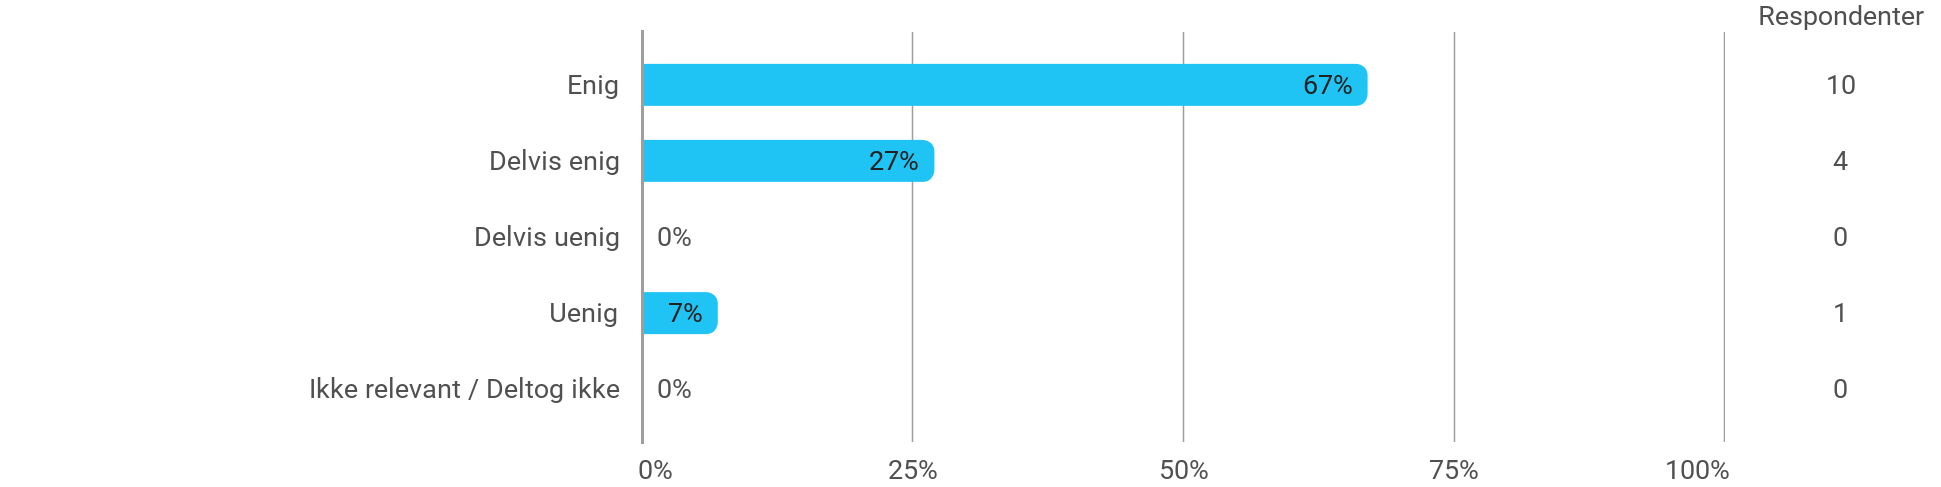 Respondenter
Enig 67% 10
Delvis enig 27% 4
Delvis uenig 0% 0
Uenig 7% 1
Ikke relevant / Deltog ikke 0% 0
0% 25% 50% 75% 100%